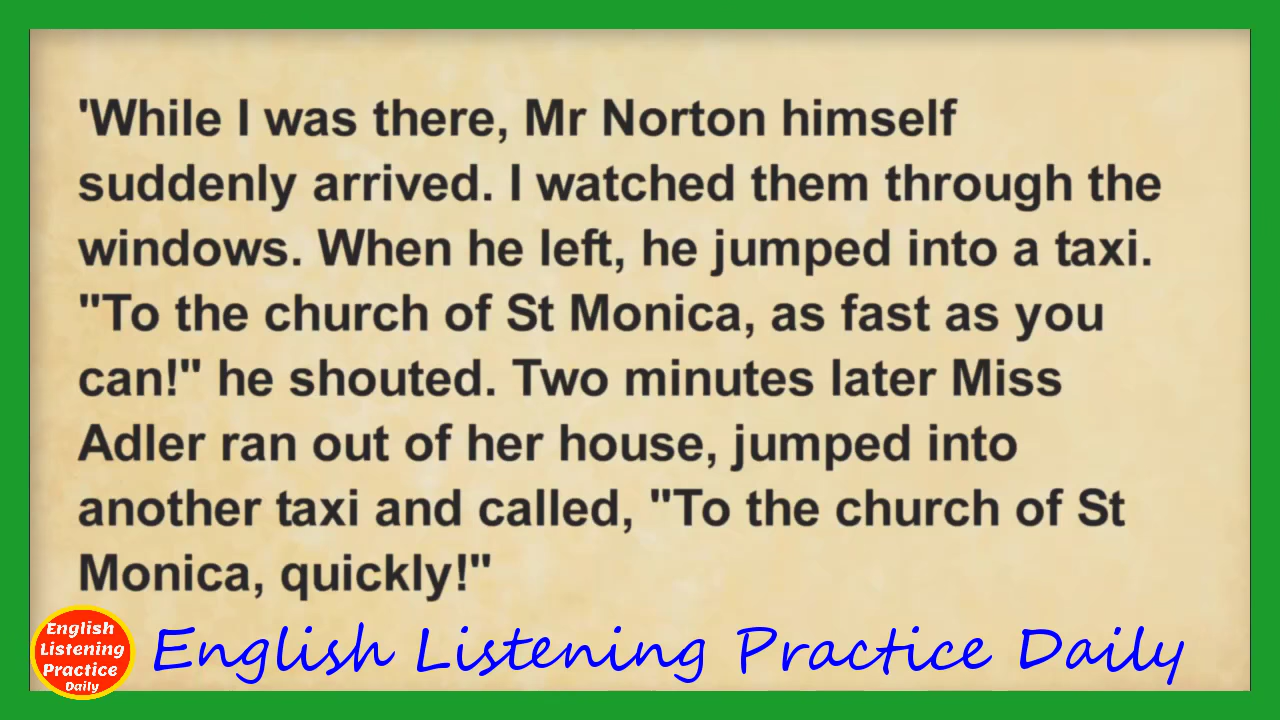 'While I was there, Mr Norton himself
suddenly arrived. I watched them through the
windows. When he left, he jumped into a taxi.
"To the church of St Monica, as fast as you
can!" he shouted. Two minutes later Miss
Adler ran out of her house, jumped into
another taxi and called, "To the church of St
Monica, quickly!"
English
Listening
Practice
Daily
English Listening Practice Daily